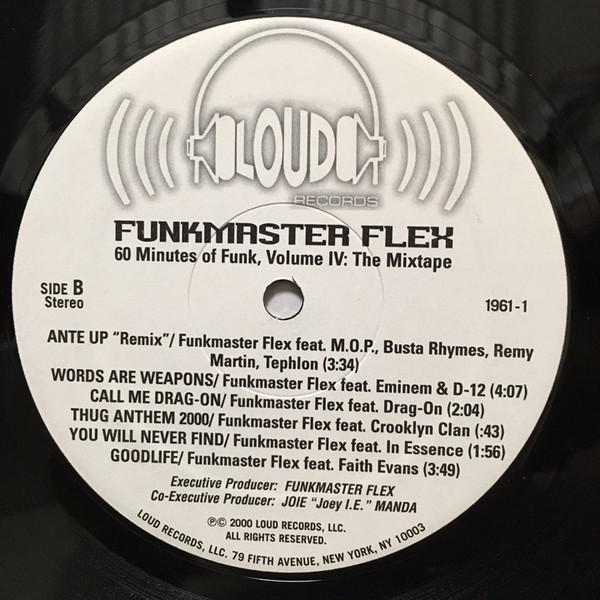 LOUD
RECORDS
FUNKMASTER FLEX
60 Minutes of Funk, Volume IV: The Mixtape
SIDE B
Stereo
1961-1
ANTE UP "Remix"/ Funkmaster Flex feat. M.O.P., Busta Rhymes, Remy
Martin, Tephlon (3:34)
WORDS ARE WEAPONS/ Funkmaster Flex feat. Eminem & D-12 (4:07)
CALL ME DRAG-ON/ Funkmaster Flex feat. Drag-On (2:04)
THUG ANTHEM 2000/ Funkmaster Flex feat. Crooklyn Clan (:43)
YOU WILL NEVER FIND/ Funkmaster Flex feat. In Essence (1:56)
GOODLIFE/ Funkmaster Flex feat. Faith Evans (3:49)
Executive Producer: FUNKMASTER FLEX
Co-Executive Producer: JOIE "Joey I.E." MANDA
℗© 2000 LOUD RECORDS, LLC.
ALL RIGHTS RESERVED.
LOUD RECORDS, LLC. 79 FIFTH AVENUE, NEW YORK, NY 10003